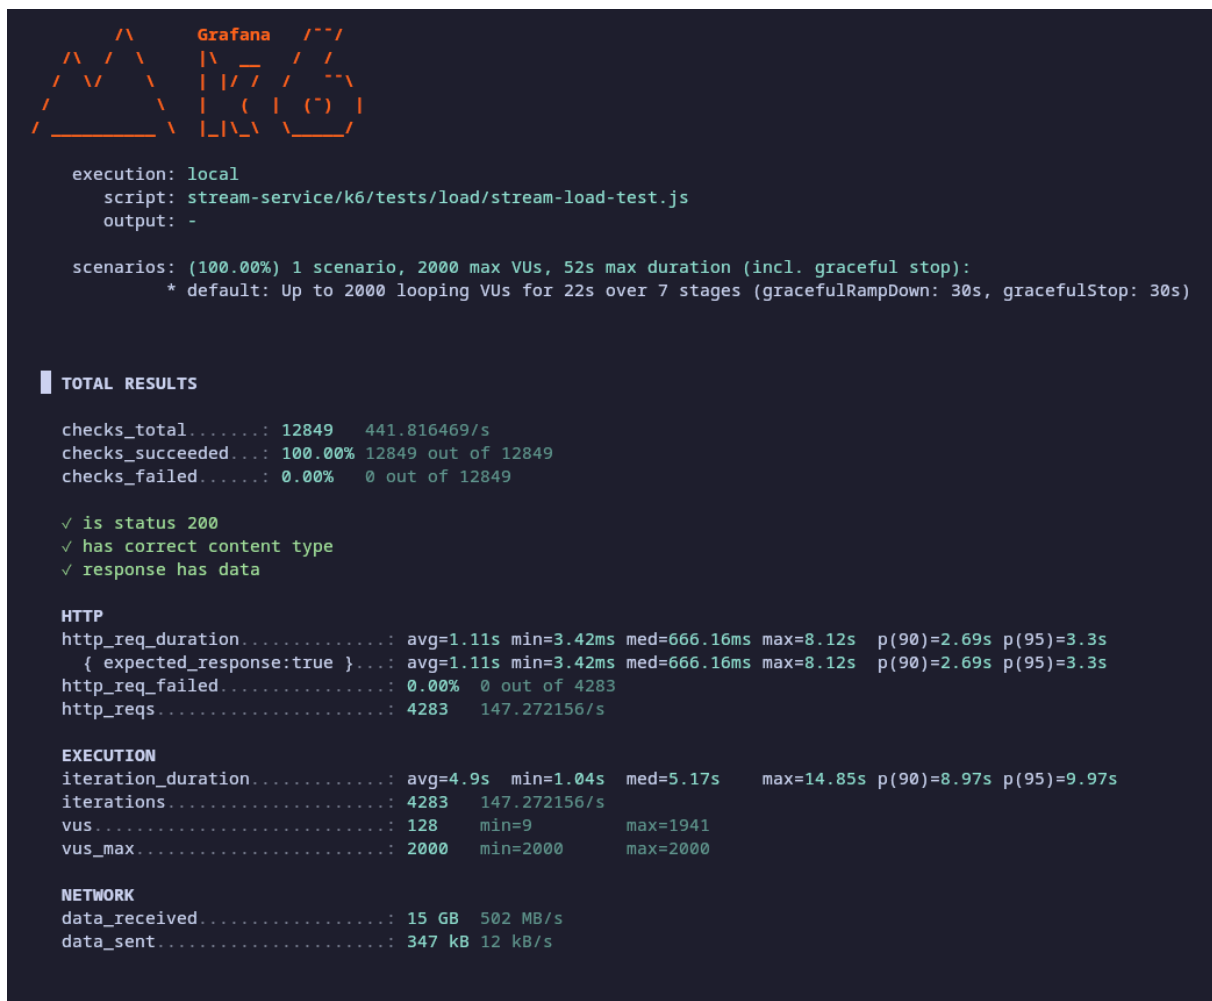 /\      Grafana   /‾‾/
    /\  /  \     |\  __   /  /
   /  \/    \    | |/ /  /   ‾‾\
  /          \   |   (  |  (‾)  |
 / __________ \  |_|\_\  \_____/
execution: local
script: stream-service/k6/tests/load/stream-load-test.js
output: -
scenarios: (100.00%) 1 scenario, 2000 max VUs, 52s max duration (incl. graceful stop):
* default: Up to 2000 looping VUs for 22s over 7 stages (gracefulRampDown: 30s, gracefulStop: 30s)
█ TOTAL RESULTS
checks_total.......: 12849   441.816469/s
checks_succeeded...: 100.00% 12849 out of 12849
checks_failed......: 0.00%   0 out of 12849
✓ is status 200
✓ has correct content type
✓ response has data
HTTP
http_req_duration..............: avg=1.11s min=3.42ms med=666.16ms max=8.12s  p(90)=2.69s p(95)=3.3s
{ expected_response:true }...: avg=1.11s min=3.42ms med=666.16ms max=8.12s  p(90)=2.69s p(95)=3.3s
http_req_failed................: 0.00%  0 out of 4283
http_reqs......................: 4283   147.272156/s
EXECUTION
iteration_duration.............: avg=4.9s  min=1.04s  med=5.17s    max=14.85s p(90)=8.97s p(95)=9.97s
iterations.....................: 4283   147.272156/s
vus............................: 128    min=9         max=1941
vus_max........................: 2000   min=2000      max=2000
NETWORK
data_received..................: 15 GB  502 MB/s
data_sent......................: 347 kB 12 kB/s